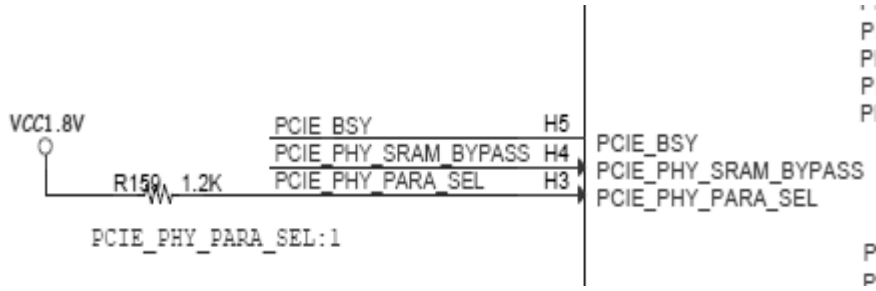 VCC1.8V
PCIE_BSY H5
PCIE_PHY_SRAM_BYPASS H4
R159 1.2K PCIE_PHY_PARA_SEL H3
PCIE_PHY_PARA_SEL:1
PCIE_BSY
PCIE_PHY_SRAM_BYPASS
PCIE_PHY_PARA_SEL